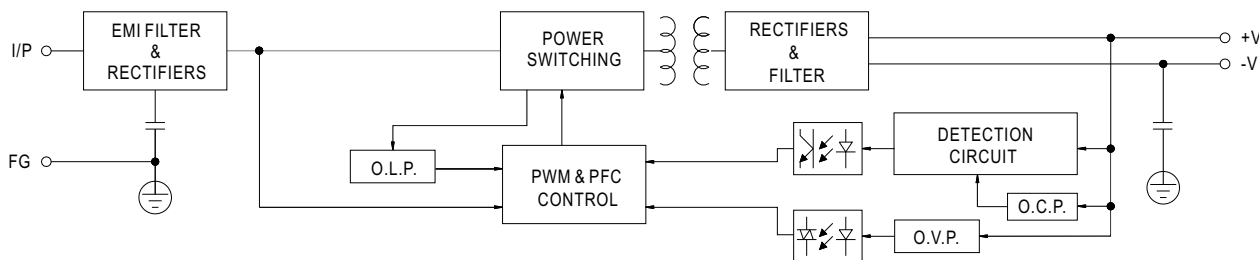 I/P
EMI FILTER
&
RECTIFIERS
POWER
SWITCHING
RECTIFIERS
&
FILTER
+V
-V
FG
O.L.P.
PWM & PFC
CONTROL
DETECTION
CIRCUIT
O.C.P.
O.V.P.